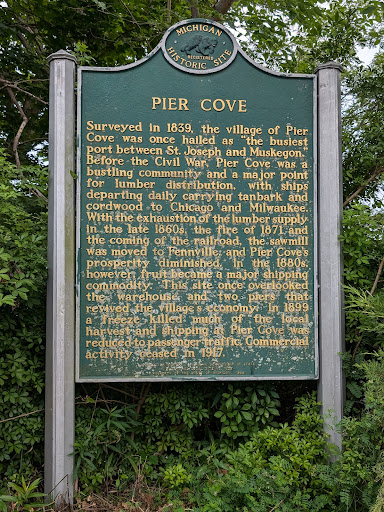 MICHIGAN
REGISTERED
HISTORIC SITE
PIER COVE
Surveyed in 1839, the village of Pier
Cove was once hailed as "the busiest
port between St. Joseph and Muskegon."
Before the Civil War, Pier Cove was a
bustling community and a major point
for lumber distribution, with ships
departing daily carrying tanbark and
cordwood to Chicago and Milwaukee.
With the exhaustion of the lumber supply
in the late 1860s, the fire of 1871 and
the coming of the railroad, the sawmill
was moved to Fennville, and Pier Cove's
prosperity diminished. In the 1880s,
however, fruit became a major shipping
commodity. This site once overlooked
the warehouse and two piers that
revived the village's economy. In 1899
a freeze killed much of the local
harvest and shipping at Pier Cove was
reduced to passenger traffic. Commercial
activity ceased in 1917.